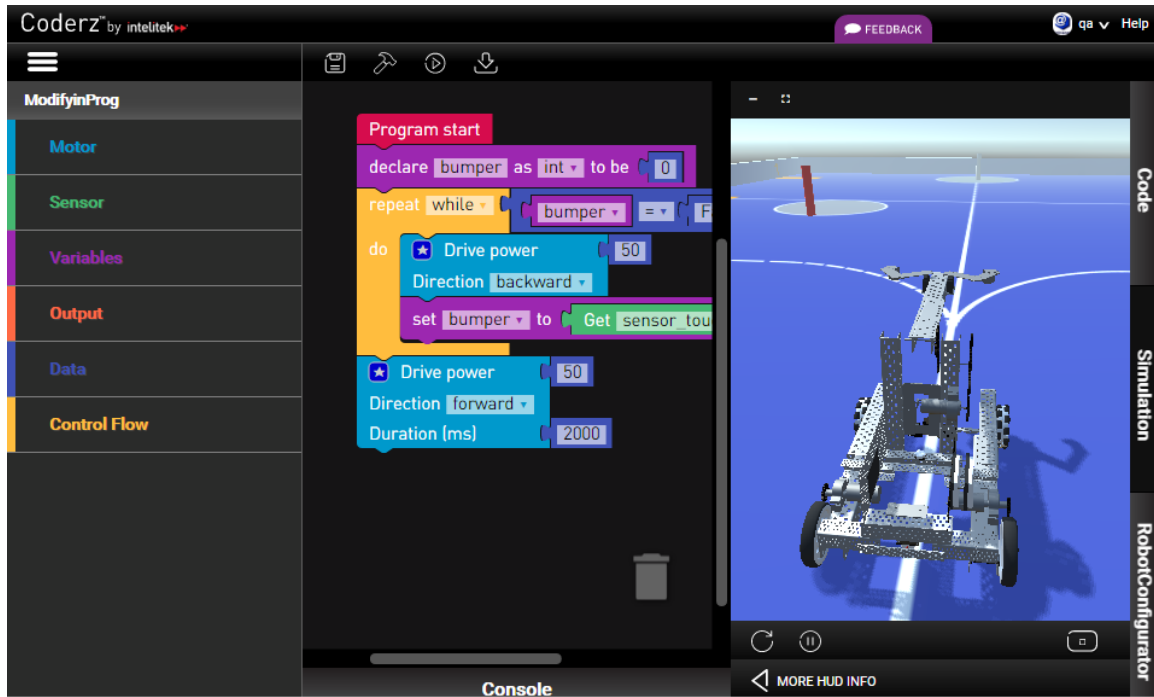 Coderz™ by intelitek
FEEDBACK
qa
Help
ModifyinProg
Motor
Sensor
Variables
Output
Data
Control Flow
Program start
declare bumper as int to be 0
repeat while bumper =
do
Drive power 50
Direction backward
set bumper to Get
Drive power 50
Direction forward
Duration (ms) 2000
Console
MORE HUD INFO
Code
Simulation
RobotConfigurator